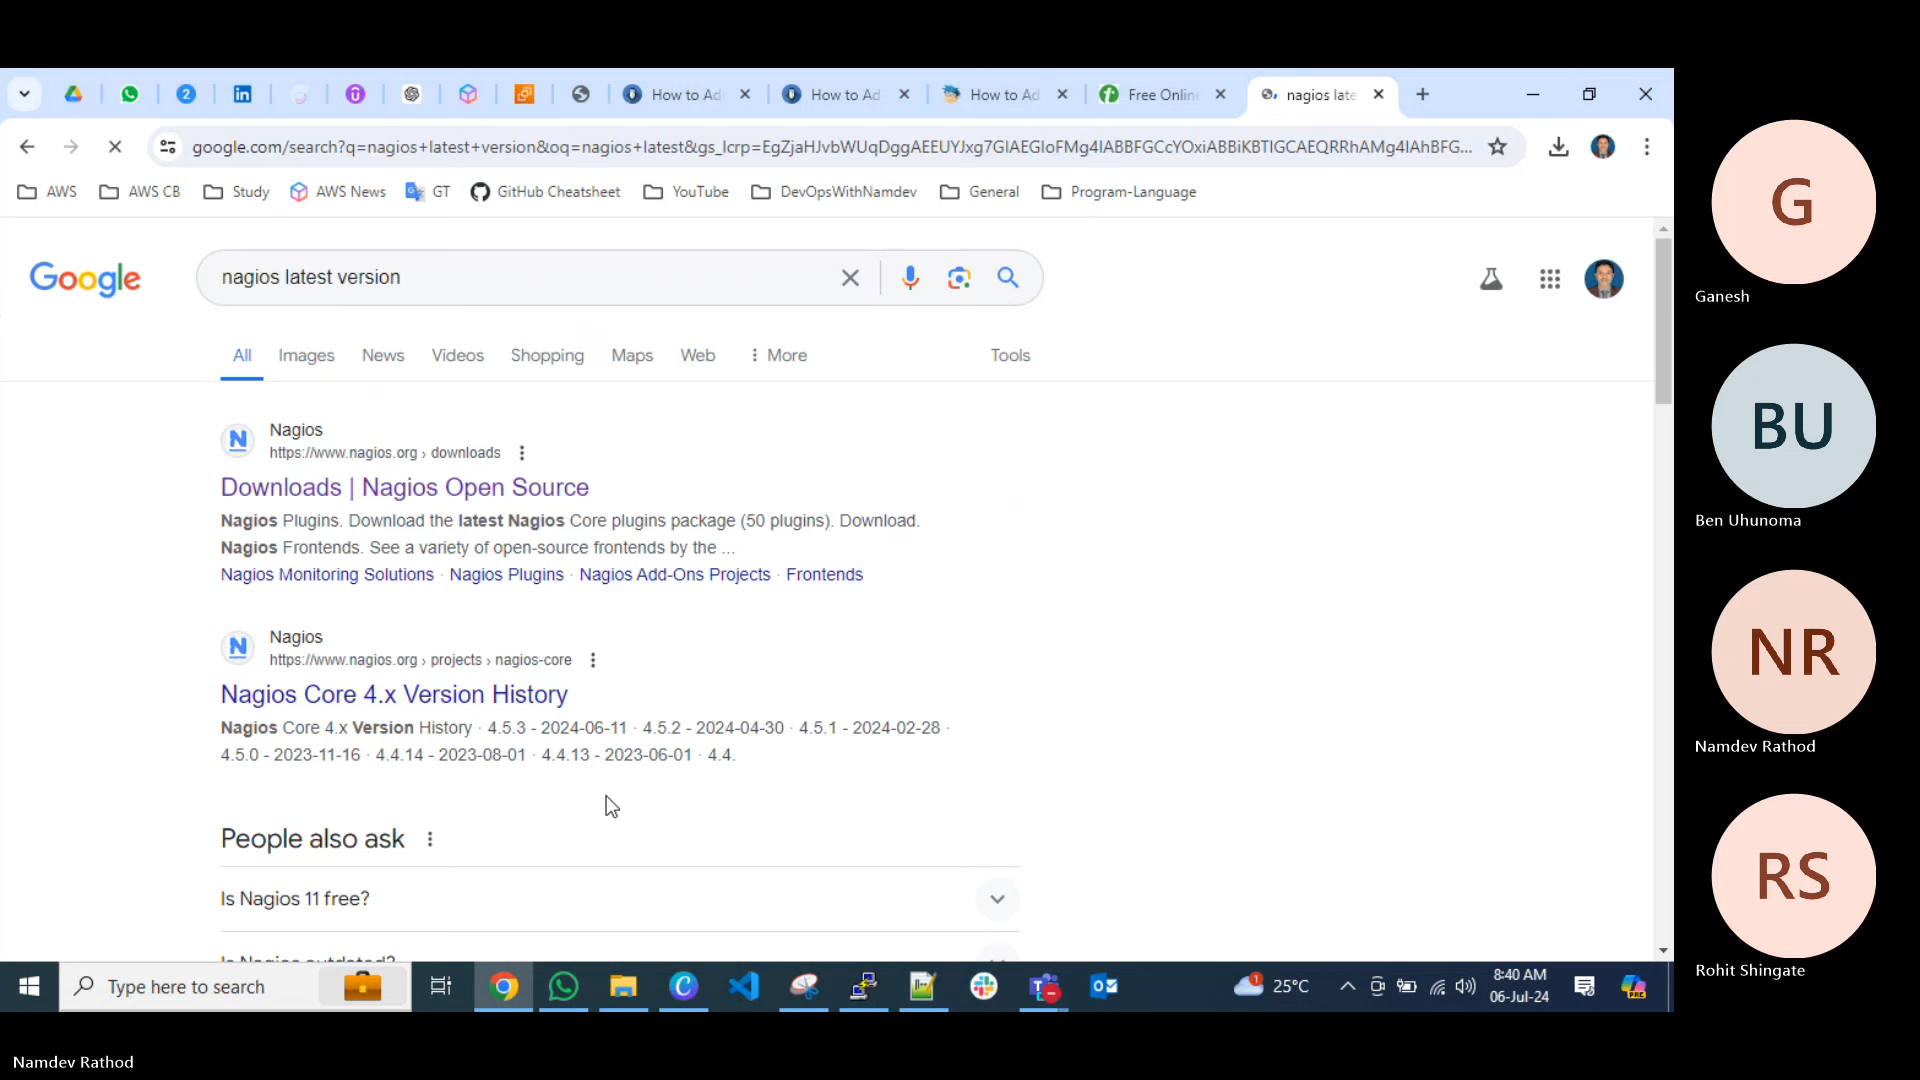 2
How to Ad
How to Ad
How to Ad
Free Onlin
nagios late
google.com/search?q=nagios+latest+version&oq=nagios+latest&gs_lcrp=EgZjaHJvbWUqDggAEEUYJxg7GIAEGIoFMg4IABBFGCcYOxiABBiKBTIGCAEQRRhAMg4IAhBFG...
AWS
AWS CB
Study
AWS News
GT
GitHub Cheatsheet
YouTube
DevOpsWithNamdev
General
Program-Language
Google
nagios latest version
All
Images
News
Videos
Shopping
Maps
Web
More
Tools
Nagios
https://www.nagios.org › downloads
Downloads | Nagios Open Source
Nagios Plugins. Download the latest Nagios Core plugins package (50 plugins). Download.
Nagios Frontends. See a variety of open-source frontends by the ...
Nagios Monitoring Solutions · Nagios Plugins · Nagios Add-Ons Projects · Frontends
Nagios
https://www.nagios.org › projects › nagios-core
Nagios Core 4.x Version History
Nagios Core 4.x Version History · 4.5.3 - 2024-06-11 · 4.5.2 - 2024-04-30 · 4.5.1 - 2024-02-28 ·
4.5.0 - 2023-11-16 · 4.4.14 - 2023-08-01 · 4.4.13 - 2023-06-01 · 4.4.
People also ask
Is Nagios 11 free?
Is Nagios outdated?
Type here to search
1
25°C
8:40 AM
06-Jul-24
PRE
G
Ganesh
BU
Ben Uhunoma
NR
Namdev Rathod
RS
Rohit Shingate
Namdev Rathod